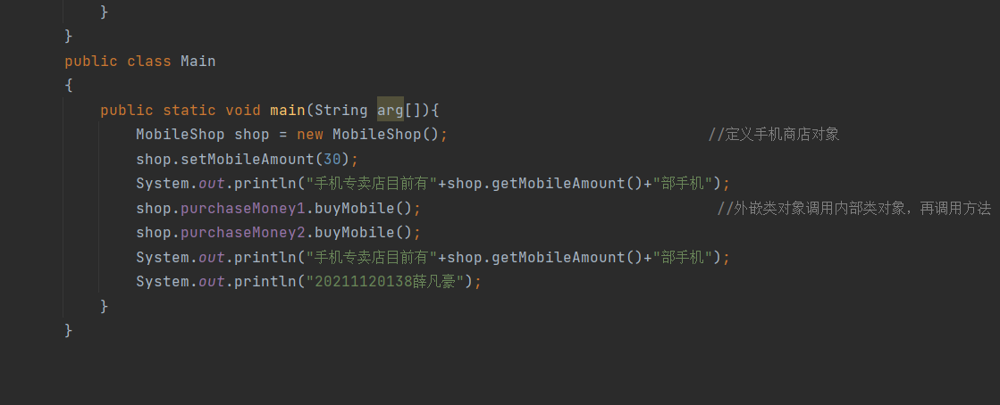 }
}
public class Main
{
public static void main(String arg[]){
MobileShop shop = new MobileShop(); //定义手机商店对象
shop.setMobileAmount(30);
System.out.println("手机专卖店目前有"+shop.getMobileAmount()+"部手机");
shop.purchaseMoney1.buyMobile(); //外嵌类对象调用内部类对象，再调用方法
shop.purchaseMoney2.buyMobile();
System.out.println("手机专卖店目前有"+shop.getMobileAmount()+"部手机");
System.out.println("20211120138薛凡豪");
}
}